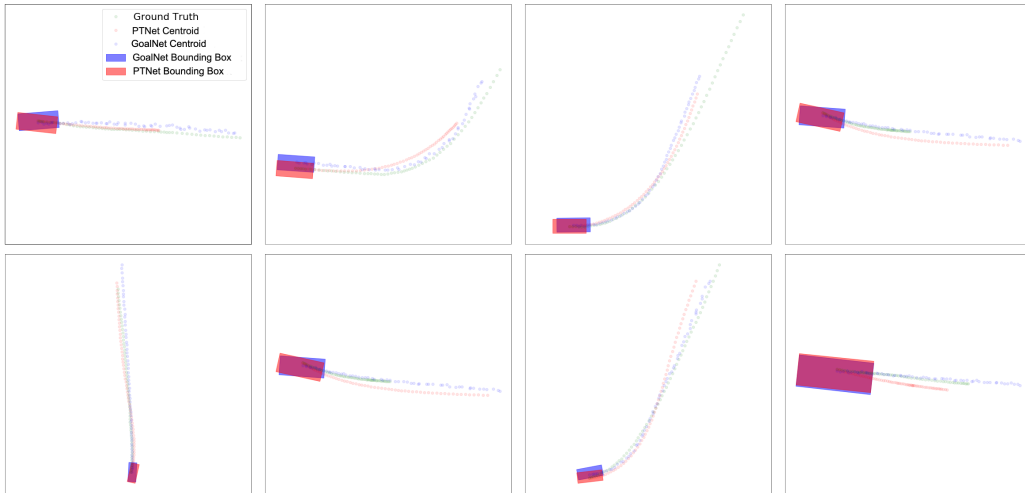 Ground Truth
PTNet Centroid
GoalNet Centroid
GoalNet Bounding Box
PTNet Bounding Box